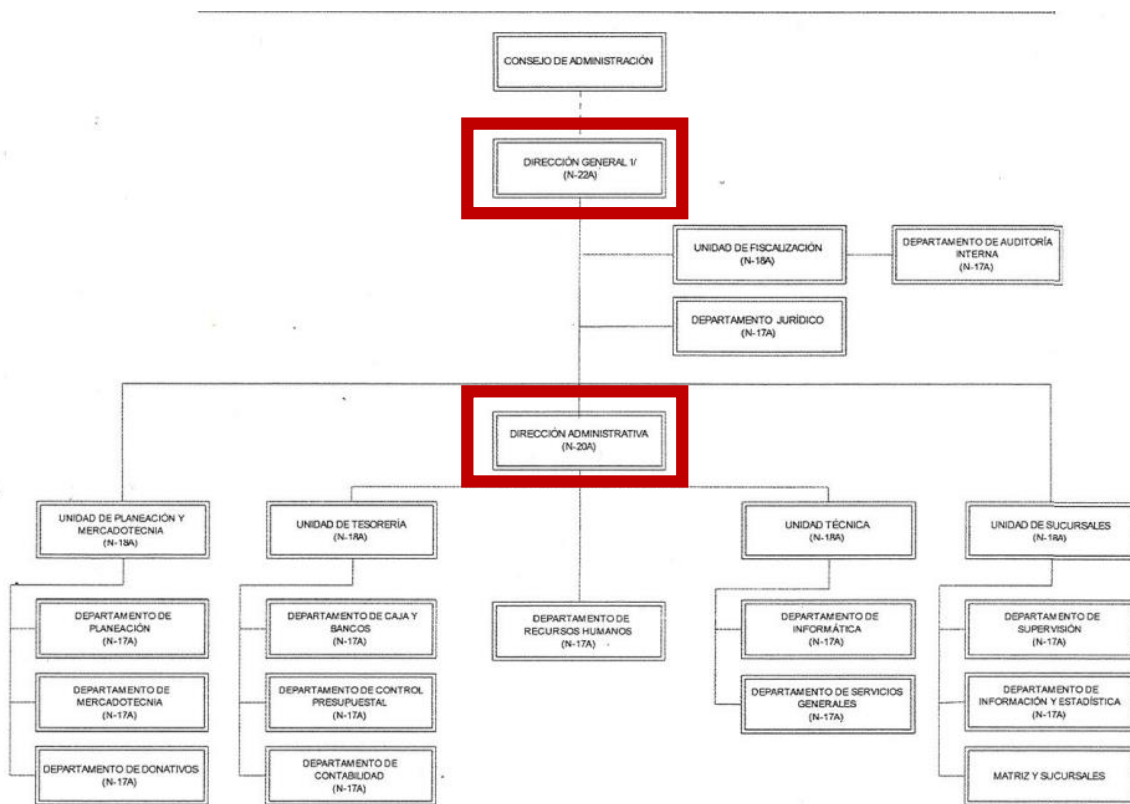 CONSEJO DE ADMINISTRACIÓN
DIRECCIÓN GENERAL 1/
(N-22A)
UNIDAD DE FISCALIZACIÓN
(N-18A)
DEPARTAMENTO DE AUDITORÍA
INTERNA
(N-17A)
DEPARTAMENTO JURÍDICO
(N-17A)
DIRECCIÓN ADMINISTRATIVA
(N-20A)
UNIDAD DE PLANEACIÓN Y
MERCADOTECNIA
(N-18A)
UNIDAD DE TESORERÍA
(N-18A)
UNIDAD TÉCNICA
(N-18A)
UNIDAD DE SUCURSALES
(N-18A)
DEPARTAMENTO DE
PLANEACIÓN
(N-17A)
DEPARTAMENTO DE CAJA Y
BANCOS
(N-17A)
DEPARTAMENTO DE
RECURSOS HUMANOS
(N-17A)
DEPARTAMENTO DE
INFORMÁTICA
(N-17A)
DEPARTAMENTO DE
SUPERVISIÓN
(N-17A)
DEPARTAMENTO DE
MERCADOTECNIA
(N-17A)
DEPARTAMENTO DE CONTROL
PRESUPUESTAL
(N-17A)
DEPARTAMENTO DE SERVICIOS
GENERALES
(N-17A)
DEPARTAMENTO DE
INFORMACIÓN Y ESTADÍSTICA
(N-17A)
DEPARTAMENTO DE DONATIVOS
(N-17A)
DEPARTAMENTO DE
CONTABILIDAD
(N-17A)
MATRIZ Y SUCURSALES